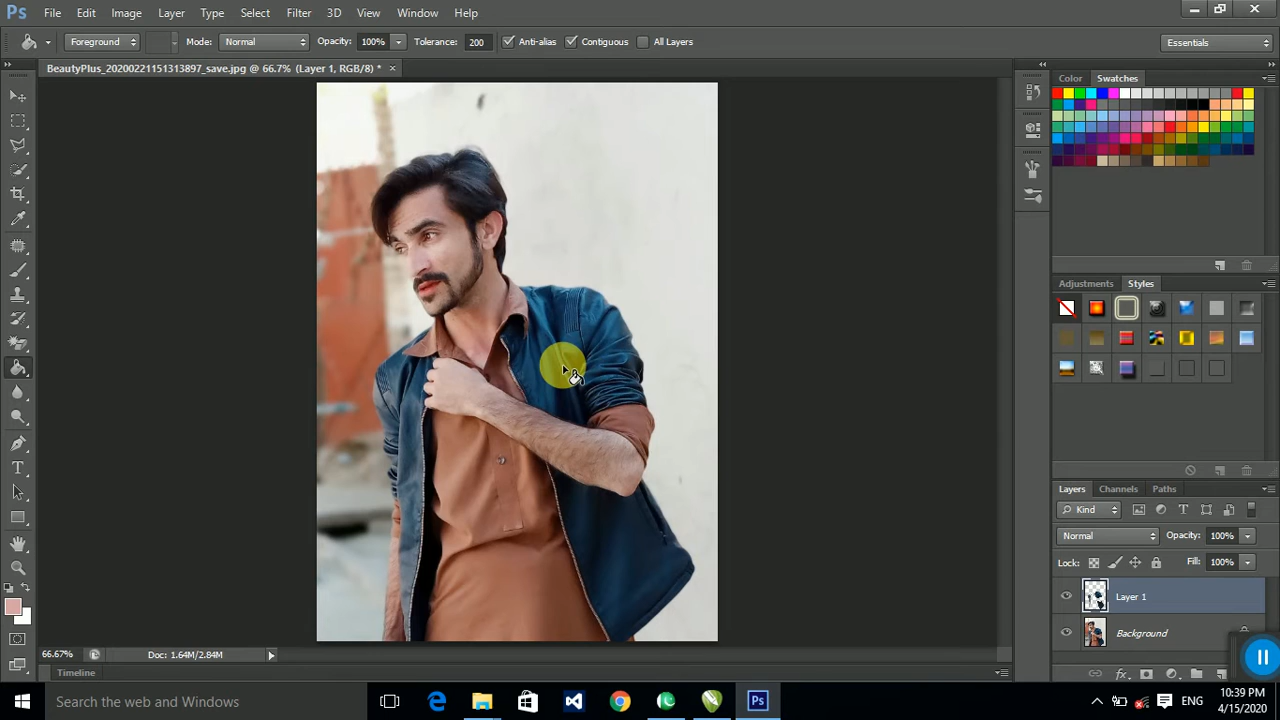 Ps File Edit Image Layer Type Select Filter 3D View Window Help
Foreground Mode: Normal Opacity: 100% Tolerance: 200 Anti-alias Contiguous All Layers Essentials
BeautyPlus_20200221151313897_save.jpg @ 66.7% (Layer 1, RGB/8) *
Color Swatches
Adjustments Styles
Layers Channels Paths
Kind
Normal Opacity: 100%
Lock: Fill: 100%
Layer 1
Background
66.67% Doc: 1.64M/2.84M
Timeline
Search the web and Windows
Ps
ENG
10:39 PM
4/15/2020